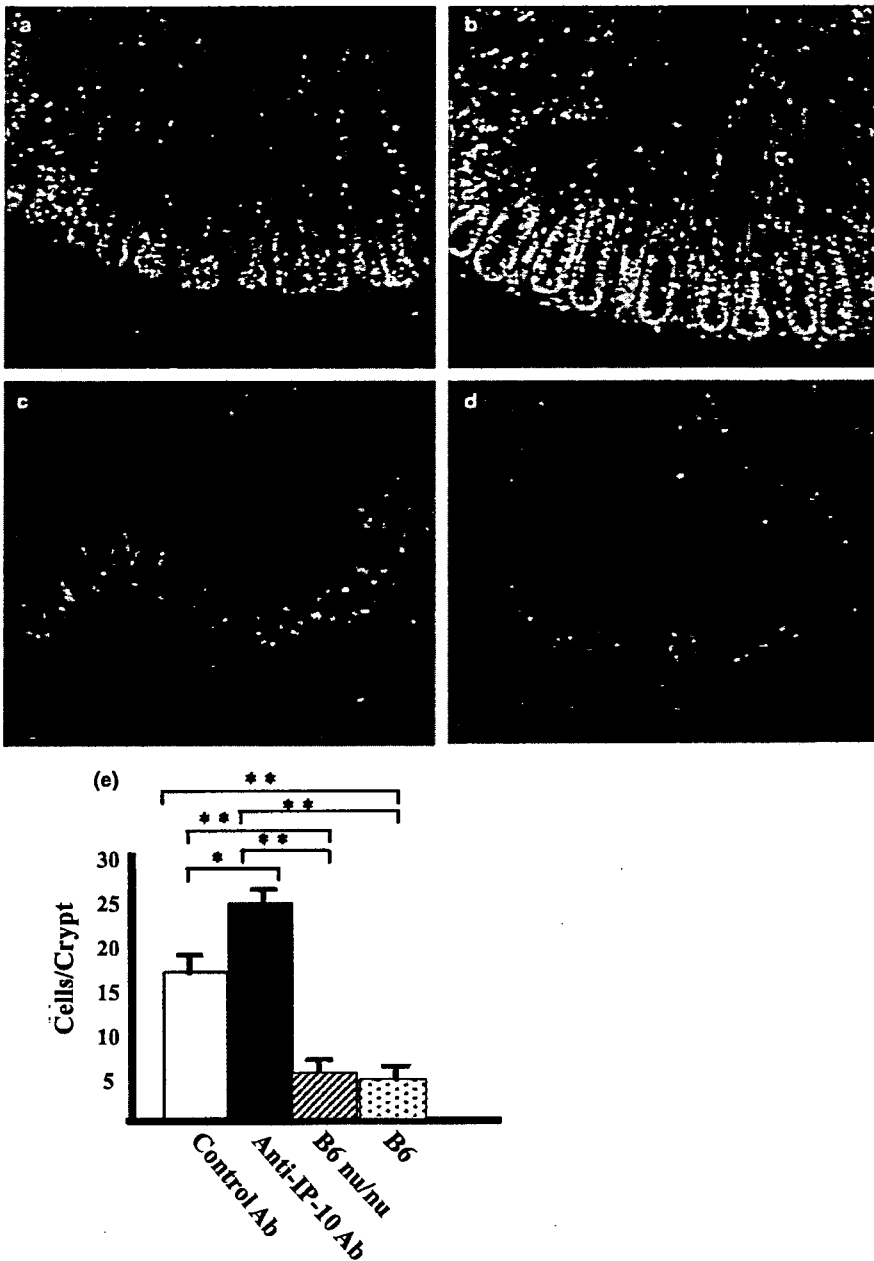 a
b
c
d
(e)
**
**
**
**
*
30
25
20
15
10
5
Cells/Crypt
Control Ab
Anti-IP-10 Ab
B6 nu/nu
B6